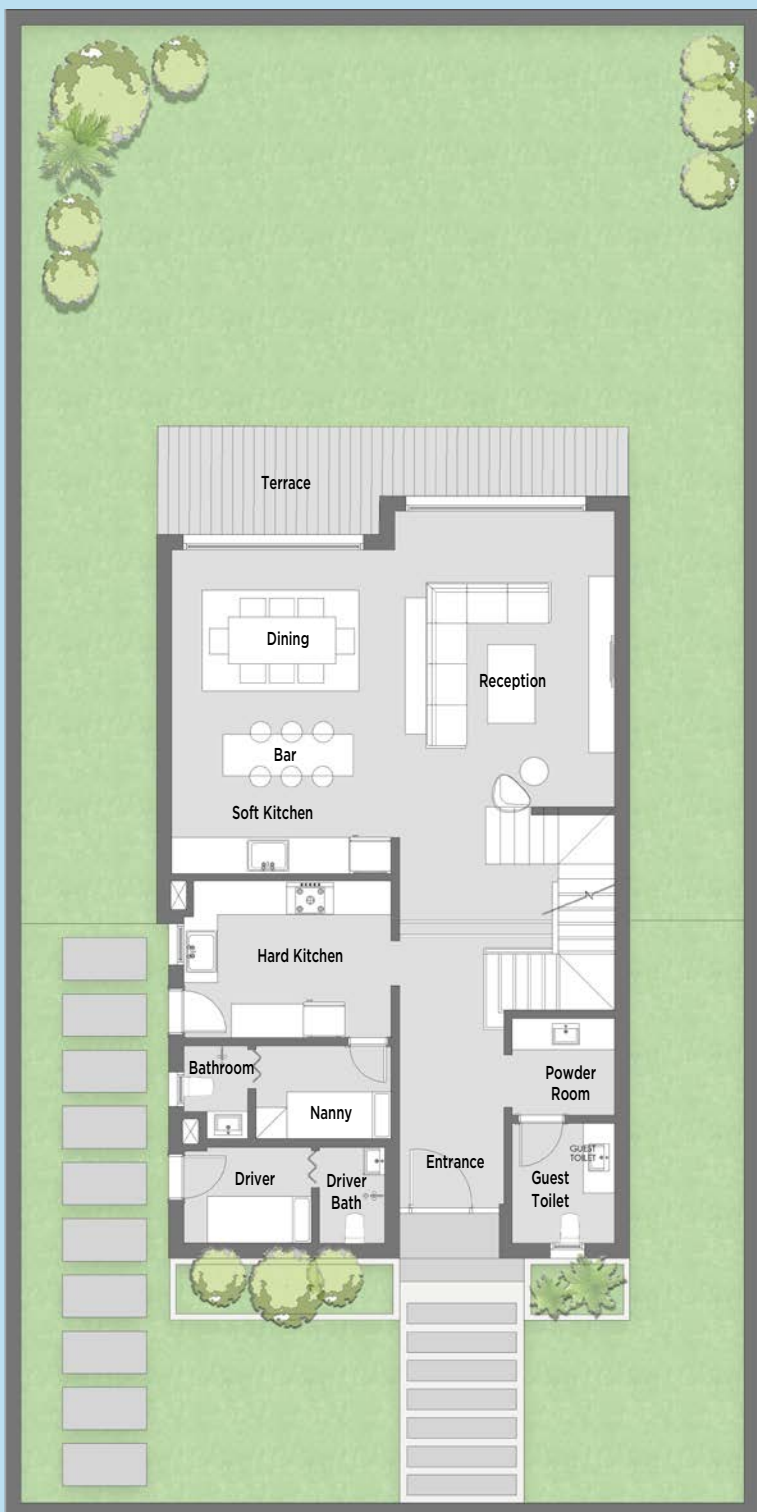 Terrace
Dining
Reception
Bar
Soft Kitchen
Hard Kitchen
Bathroom
Nanny
Powder
Room
Driver
Driver
Bath
Entrance
Guest
Toilet
GUEST
TOILET